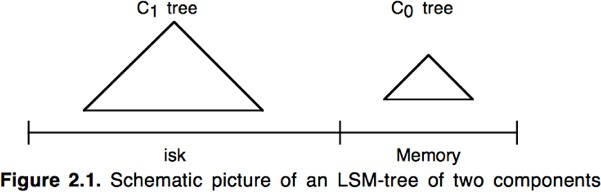 C1 tree C0 tree
isk Memory
Figure 2.1. Schematic picture of an LSM-tree of two components